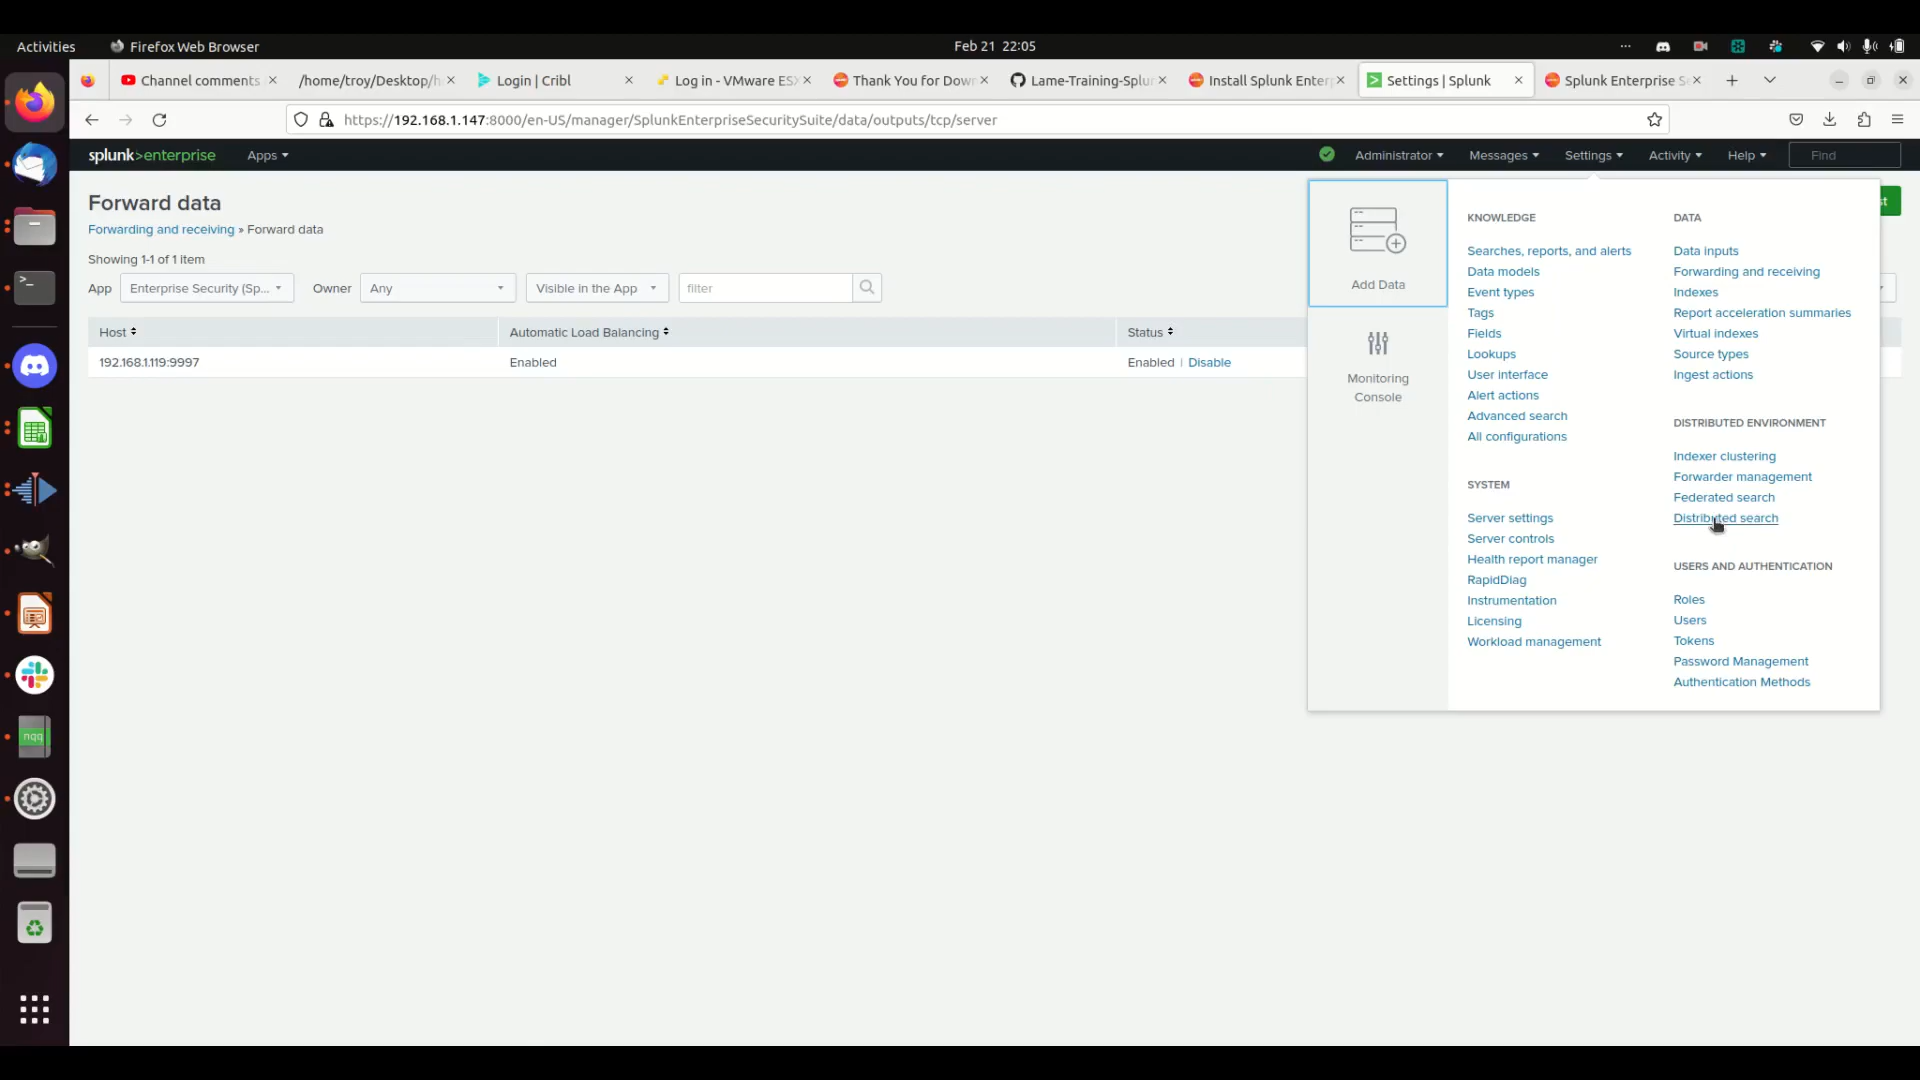 Activities
Firefox Web Browser
Feb 21 22:05
Channel comments
/home/troy/Desktop/h
Login | Cribl
Log in - VMware ESX
Thank You for Down
Lame-Training-Splun
Install Splunk Enterp
Settings | Splunk
Splunk Enterprise Se
https://192.168.1.147:8000/en-US/manager/SplunkEnterpriseSecuritySuite/data/outputs/tcp/server
splunk>enterprise
Apps
Administrator
Messages
Settings
Activity
Help
Find
Forward data
Forwarding and receiving » Forward data
Showing 1-1 of 1 item
App
Enterprise Security (Sp...
Owner
Any
Visible in the App
filter
Host
Automatic Load Balancing
Status
192.168.1.119:9997
Enabled
Enabled | Disable
Add Data
Monitoring
Console
KNOWLEDGE
Searches, reports, and alerts
Data models
Event types
Tags
Fields
Lookups
User interface
Alert actions
Advanced search
All configurations
SYSTEM
Server settings
Server controls
Health report manager
RapidDiag
Instrumentation
Licensing
Workload management
DATA
Data inputs
Forwarding and receiving
Indexes
Report acceleration summaries
Virtual indexes
Source types
Ingest actions
DISTRIBUTED ENVIRONMENT
Indexer clustering
Forwarder management
Federated search
Distributed search
USERS AND AUTHENTICATION
Roles
Users
Tokens
Password Management
Authentication Methods
nqq